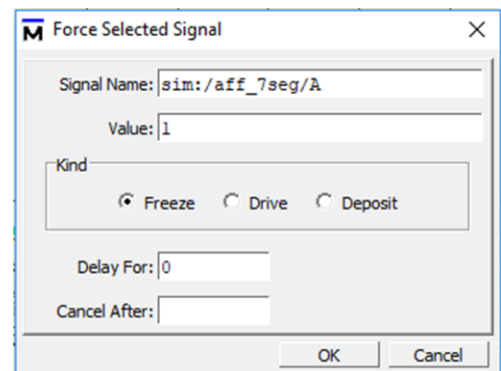 M Force Selected Signal
Signal Name: sim:/aff_7seg/A
Value: 1
Kind
Freeze Drive Deposit
Delay For: 0
Cancel After:
OK Cancel